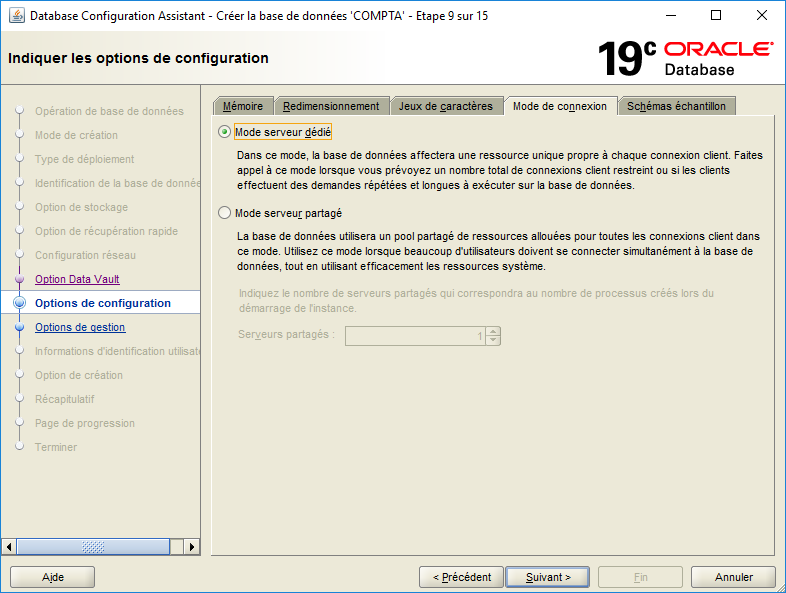 Database Configuration Assistant - Créer la base de données 'COMPTA' - Etape 9 sur 15
Indiquer les options de configuration
19c ORACLE
Database
Opération de base de données
Mode de création
Type de déploiement
Identification de la base de donnée
Option de stockage
Option de récupération rapide
Configuration réseau
Option Data Vault
Options de configuration
Options de gestion
Informations d'identification utilisat
Option de création
Récapitulatif
Page de progression
Terminer
Mémoire Redimensionnement Jeux de caractères Mode de connexion Schémas échantillon
Mode serveur dédié
Dans ce mode, la base de données affectera une ressource unique propre à chaque connexion client. Faites
appel à ce mode lorsque vous prévoyez un nombre total de connexions client restreint ou si les clients
effectuent des demandes répétées et longues à exécuter sur la base de données.
Mode serveur partagé
La base de données utilisera un pool partagé de ressources allouées pour toutes les connexions client dans
ce mode. Utilisez ce mode lorsque beaucoup d'utilisateurs doivent se connecter simultanément à la base de
données, tout en utilisant efficacement les ressources système.
Indiquez le nombre de serveurs partagés qui correspondra au nombre de processus créés lors du
démarrage de l'instance.
Serveurs partagés : 1
Aide < Précédent Suivant > Fin Annuler